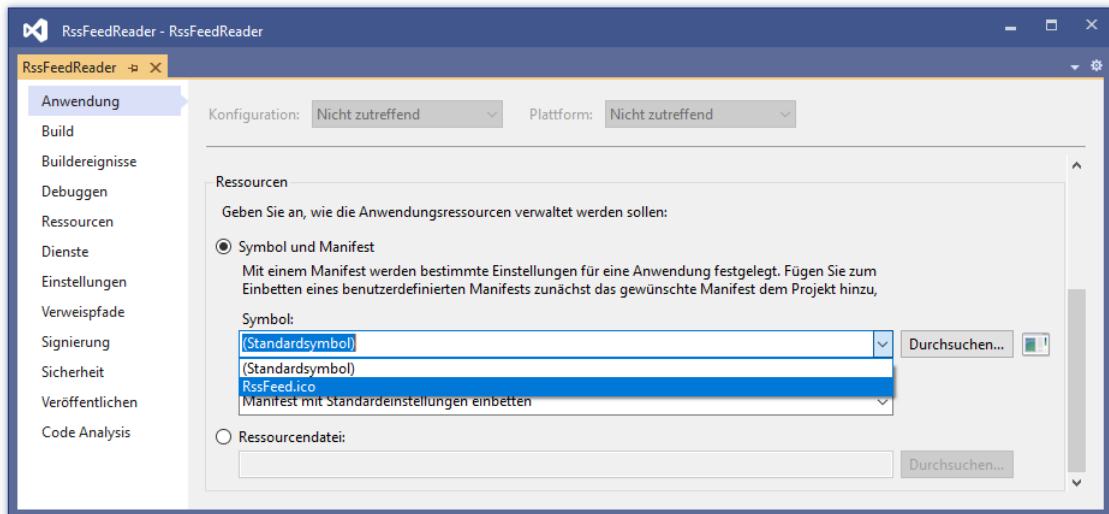 RssFeedReader - RssFeedReader
RssFeedReader
Anwendung
Build
Buildereignisse
Debuggen
Ressourcen
Dienste
Einstellungen
Verweispfade
Signierung
Sicherheit
Veröffentlichen
Code Analysis
Konfiguration: Nicht zutreffend Plattform: Nicht zutreffend
Ressourcen
Geben Sie an, wie die Anwendungsressourcen verwaltet werden sollen:
Symbol und Manifest
Mit einem Manifest werden bestimmte Einstellungen für eine Anwendung festgelegt. Fügen Sie zum
Einbetten eines benutzerdefinierten Manifests zunächst das gewünschte Manifest dem Projekt hinzu,
Symbol:
(Standardsymbol) Durchsuchen...
(Standardsymbol)
RssFeed.ico
Manifest mit Standardeinstellungen einbetten
Ressourcendatei:
Durchsuchen...